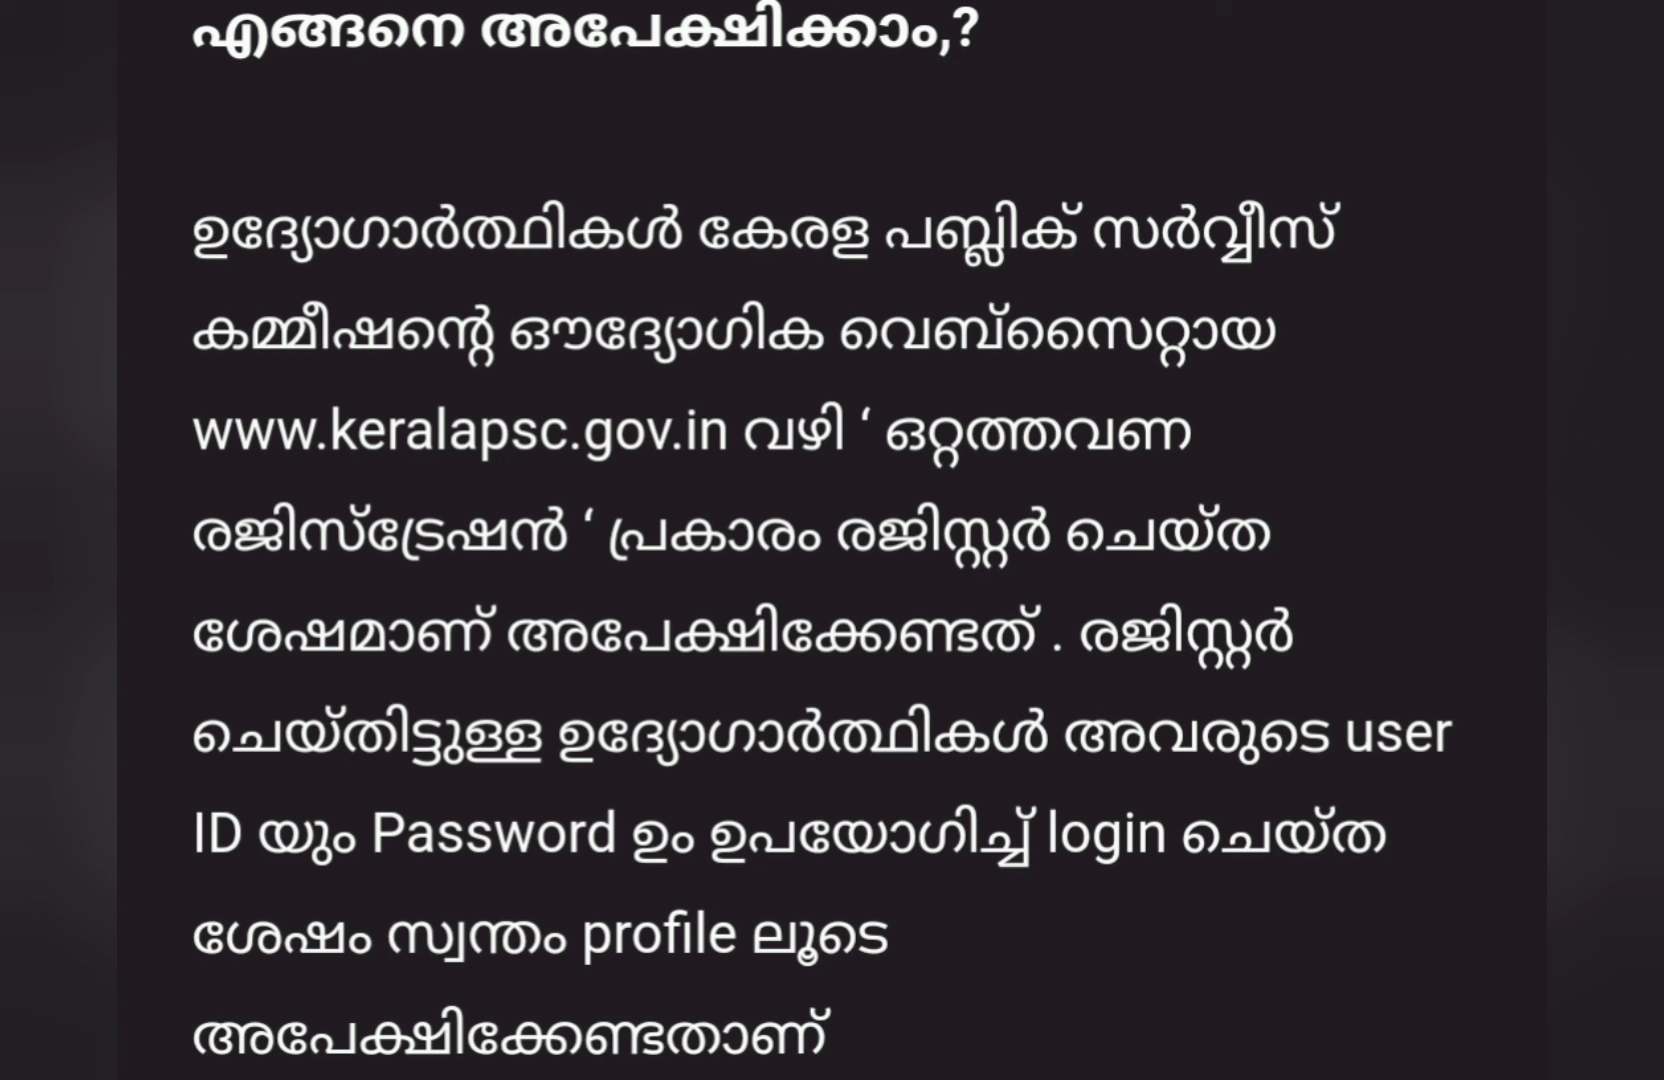 എങ്ങനെ അപേക്ഷിക്കാം,?
ഉദ്യോഗാർത്ഥികൾ കേരള പബ്ലിക് സർവ്വീസ്
കമ്മീഷന്റെ ഔദ്യോഗിക വെബ്സൈറ്റായ
www.keralapsc.gov.in വഴി ‘ ഒറ്റത്തവണ
രജിസ്ട്രേഷൻ ‘ പ്രകാരം രജിസ്റ്റർ ചെയ്ത
ശേഷമാണ് അപേക്ഷിക്കേണ്ടത് . രജിസ്റ്റർ
ചെയ്തിട്ടുള്ള ഉദ്യോഗാർത്ഥികൾ അവരുടെ user
ID യും Password ഉം ഉപയോഗിച്ച് login ചെയ്ത
ശേഷം സ്വന്തം profile ലൂടെ
അപേക്ഷിക്കേണ്ടതാണ്